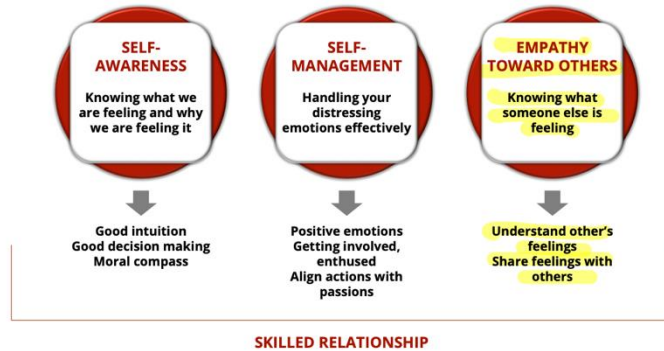 SELF-
AWARENESS
Knowing what we
are feeling and why
we are feeling it
Good intuition
Good decision making
Moral compass
SELF-
MANAGEMENT
Handling your
distressing
emotions effectively
Positive emotions
Getting involved,
enthused
Align actions with
passions
EMPATHY
TOWARD OTHERS
Knowing what
someone else is
feeling
Understand other's
feelings
Share feelings with
others
SKILLED RELATIONSHIP